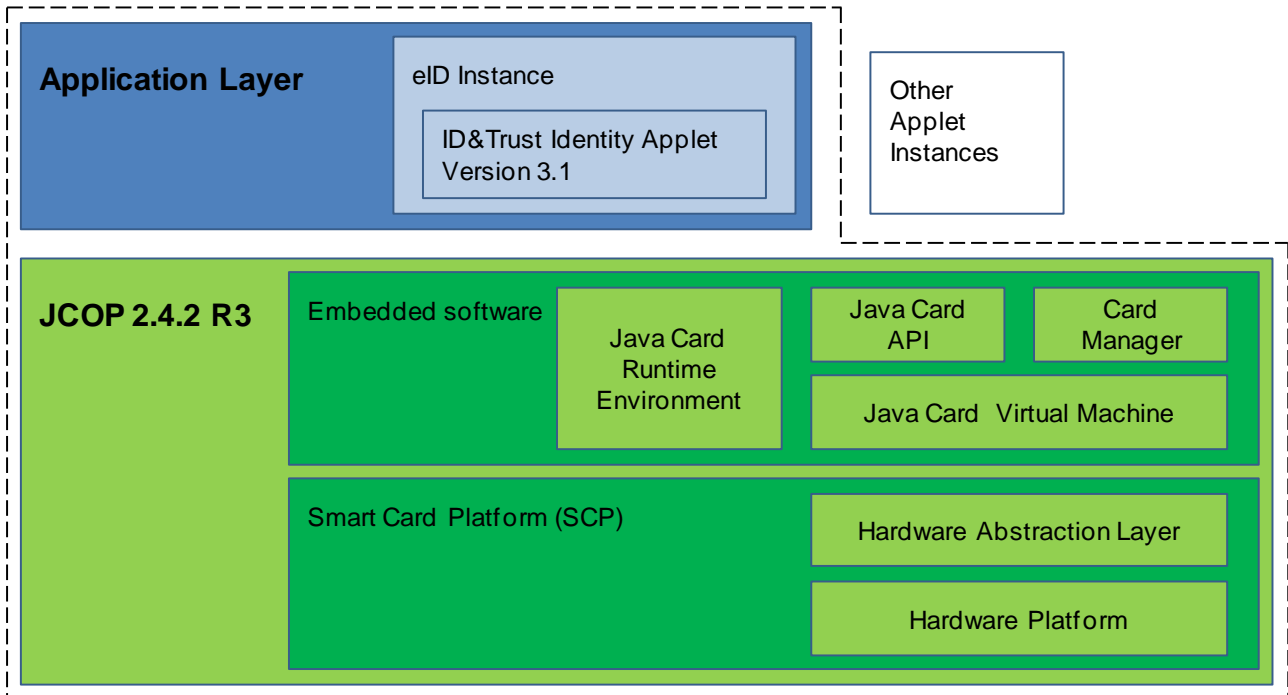 Application Layer
eID Instance
ID&Trust Identity Applet
Version 3.1
Other
Applet
Instances
JCOP 2.4.2 R3
Embedded software
Java Card
Runtime
Environment
Java Card
API
Card
Manager
Java Card Virtual Machine
Smart Card Platform (SCP)
Hardware Abstraction Layer
Hardware Platform